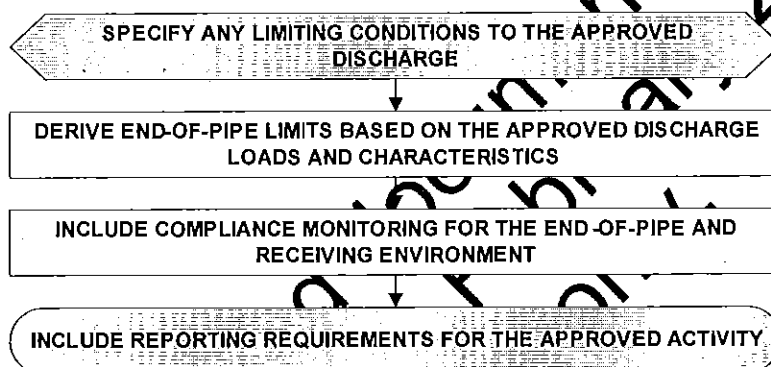 SPECIFY ANY LIMITING CONDITIONS TO THE APPROVED
DISCHARGE
DERIVE END-OF-PIPE LIMITS BASED ON THE APPROVED DISCHARGE
LOADS AND CHARACTERISTICS
INCLUDE COMPLIANCE MONITORING FOR THE END-OF-PIPE AND
RECEIVING ENVIRONMENT
INCLUDE REPORTING REQUIREMENTS FOR THE APPROVED ACTIVITY